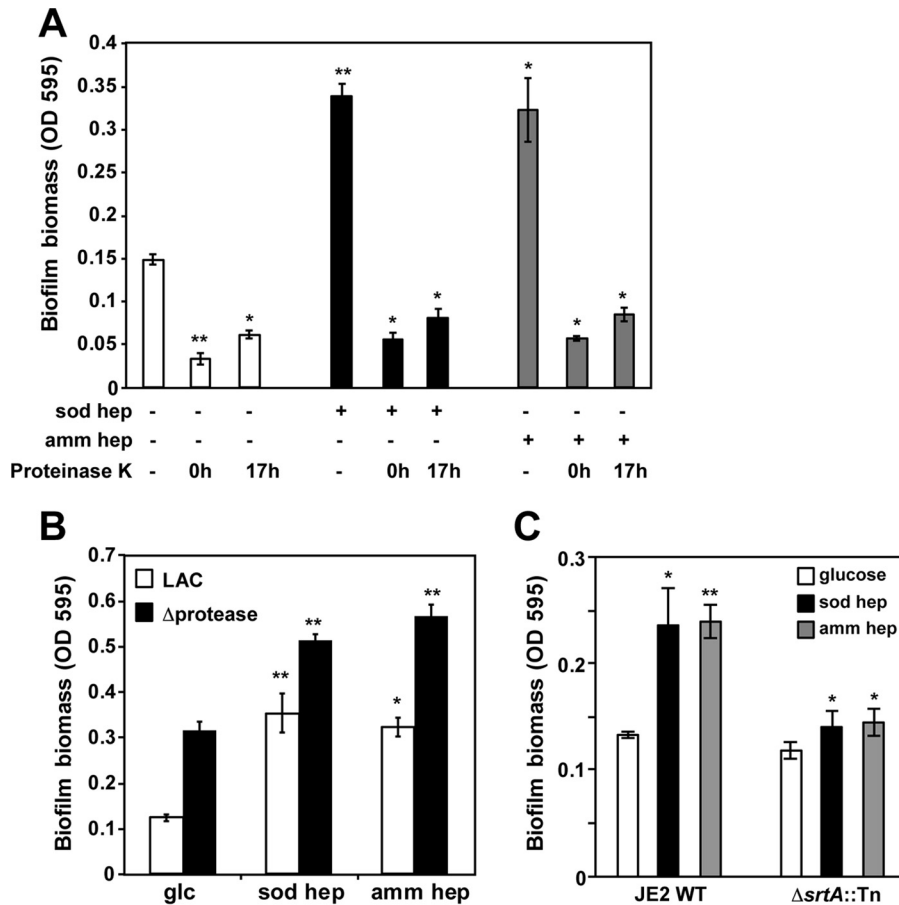 A
Biofilm biomass (OD 595)
0.4
0.35
0.3
0.25
0.2
0.15
0.1
0.05
0
** *
** * *
* * *
sod hep - - - + + + - - -
amm hep - - - - - - + + +
Proteinase K - 0h 17h - 0h 17h - 0h 17h
B
Biofilm biomass (OD 595)
0.7
0.6
0.5
0.4
0.3
0.2
0.1
0
LAC
Δprotease
** **
* **
glc sod hep amm hep
C
Biofilm biomass (OD 595)
0.3
0.2
0.1
0
glucose
sod hep
amm hep
* **
* *
JE2 WT ΔsrtA::Tn